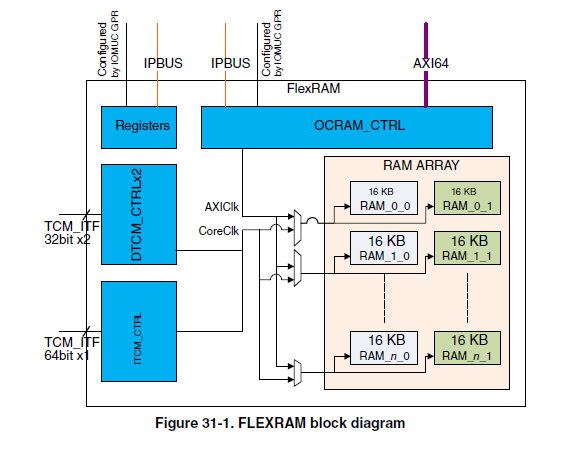 Configured
by IOMUC GPR
IPBUS
IPBUS
Configured
by IOMUC GPR
AXI64
FlexRAM
Registers
OCRAM_CTRL
RAM ARRAY
DTCM_CTRLx2
AXIClk
CoreClk
TCM_ITF
32bit x2
16 KB
RAM_0_0
16 KB
RAM_0_1
16 KB
RAM_1_0
16 KB
RAM_1_1
ITCM_CTRL
TCM_ITF
64bit x1
16 KB
RAM_n_0
16 KB
RAM_n_1
Figure 31-1. FLEXRAM block diagram